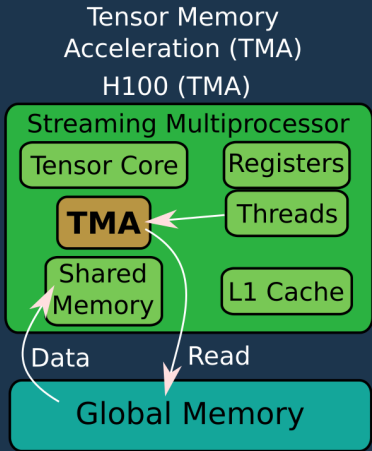 Tensor Memory
Acceleration (TMA)
H100 (TMA)
Streaming Multiprocessor
Tensor Core
Registers
TMA
Threads
Shared
Memory
L1 Cache
Data
Read
Global Memory